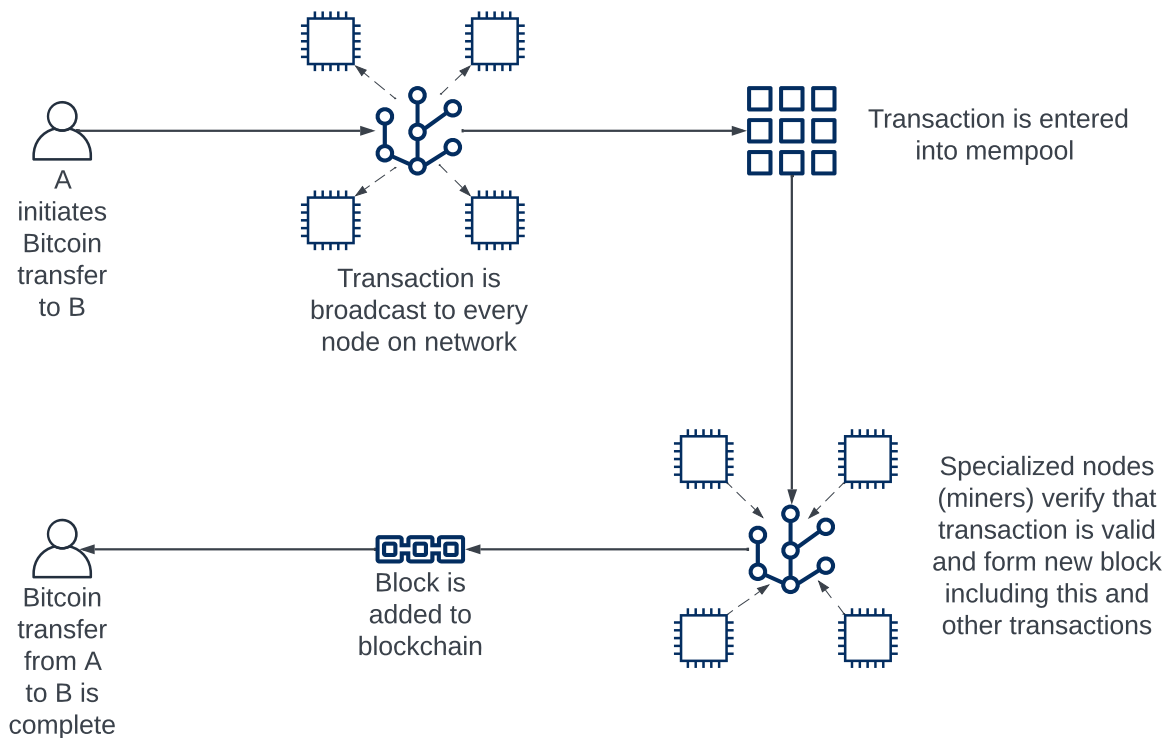 A
initiates
Bitcoin
transfer
to B
Transaction is
broadcast to every
node on network
Transaction is entered
into mempool
Specialized nodes
(miners) verify that
transaction is valid
and form new block
including this and
other transactions
Block is
added to
blockchain
Bitcoin
transfer
from A
to B is
complete